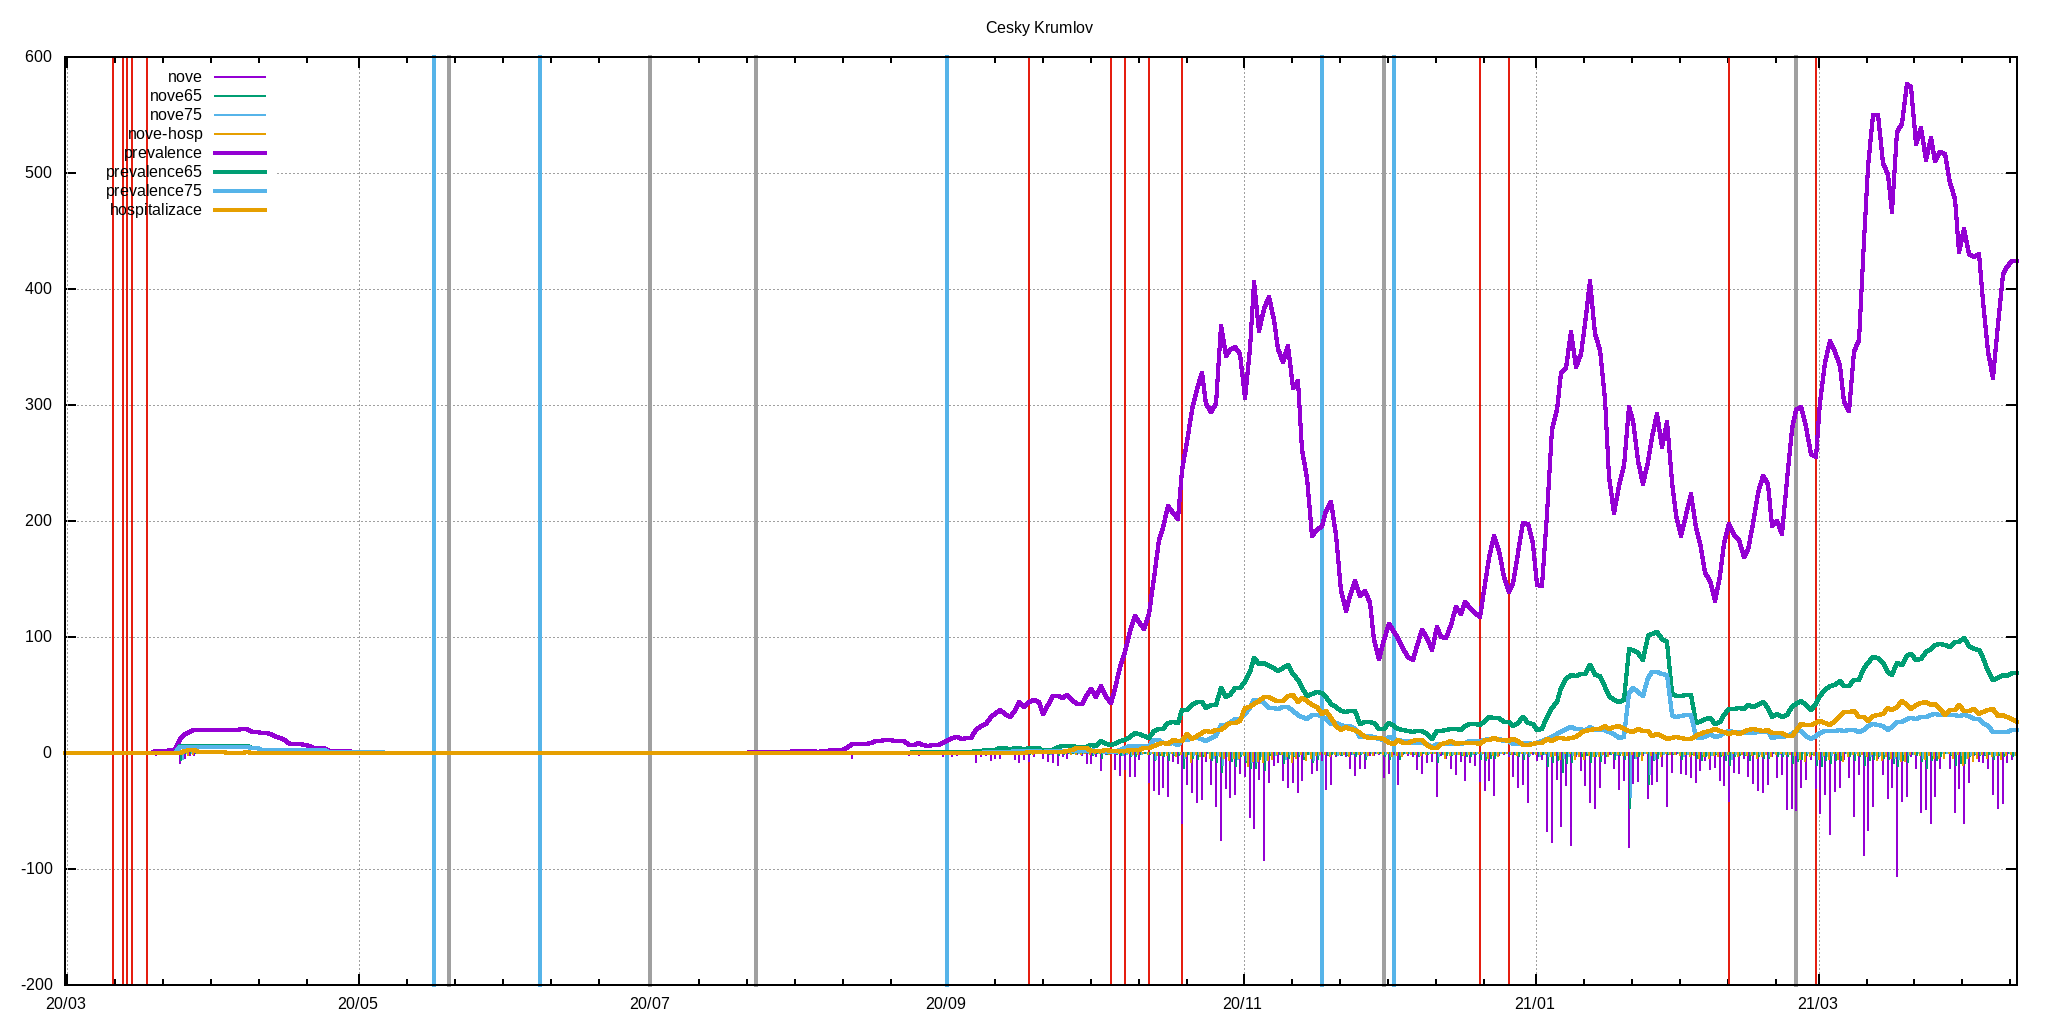 Cesky Krumlov
600
500
400
300
200
100
0
-100
-200
nove
nove65
nove75
nove-hosp
prevalence
prevalence65
prevalence75
hospitalizace
20/03 20/05 20/07 20/09 20/11 21/01 21/03